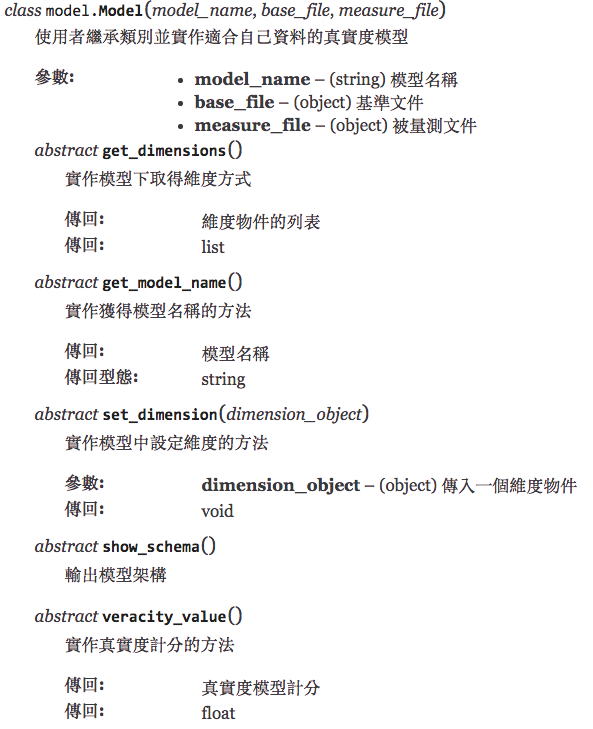 class model.Model(model_name, base_file, measure_file)
使用者繼承類別並實作適合自己資料的真實度模型
參數： • model_name – (string) 模型名稱
• base_file – (object) 基準文件
• measure_file – (object) 被量測文件
abstract get_dimensions()
實作模型下取得維度方式
傳回： 維度物件的列表
傳回： list
abstract get_model_name()
實作獲得模型名稱的方法
傳回： 模型名稱
傳回型態： string
abstract set_dimension(dimension_object)
實作模型中設定維度的方法
參數： dimension_object – (object) 傳入一個維度物件
傳回： void
abstract show_schema()
輸出模型架構
abstract veracity_value()
實作真實度計分的方法
傳回： 真實度模型計分
傳回： float